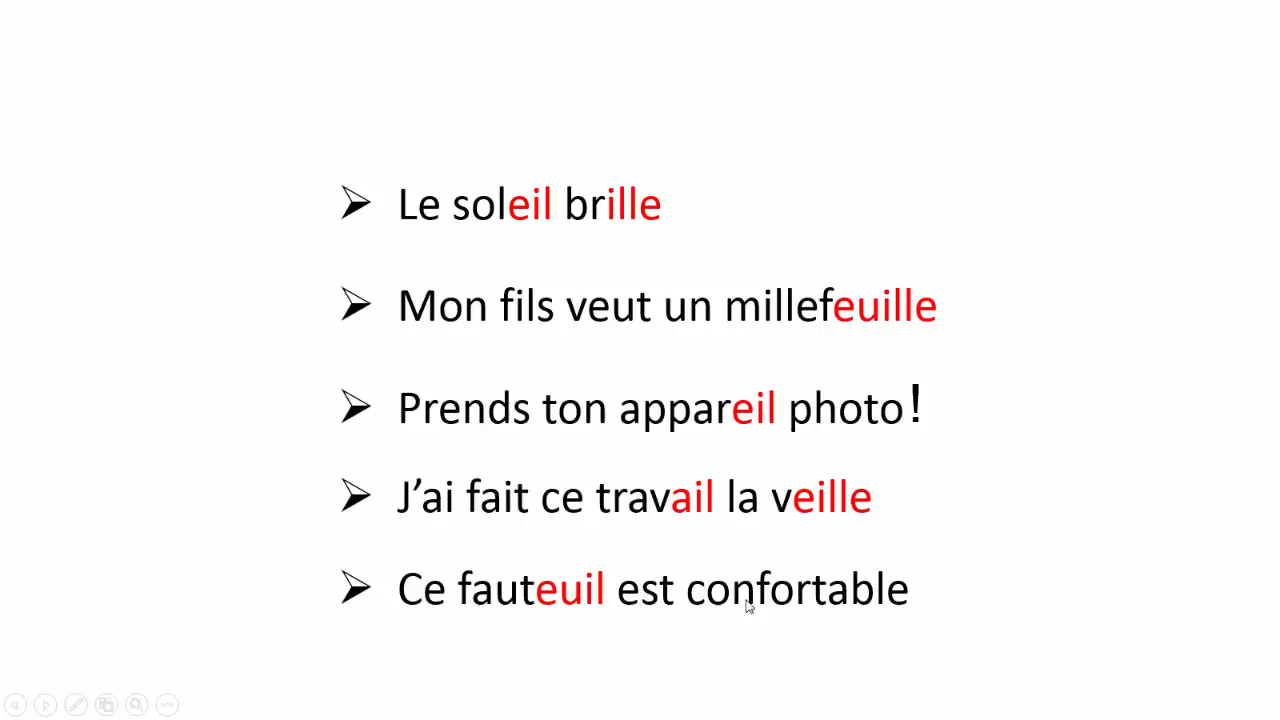 ➢ Le soleil brille
➢ Mon fils veut un millefeuille
➢ Prends ton appareil photo!
➢ J’ai fait ce travail la veille
➢ Ce fauteuil est confortable